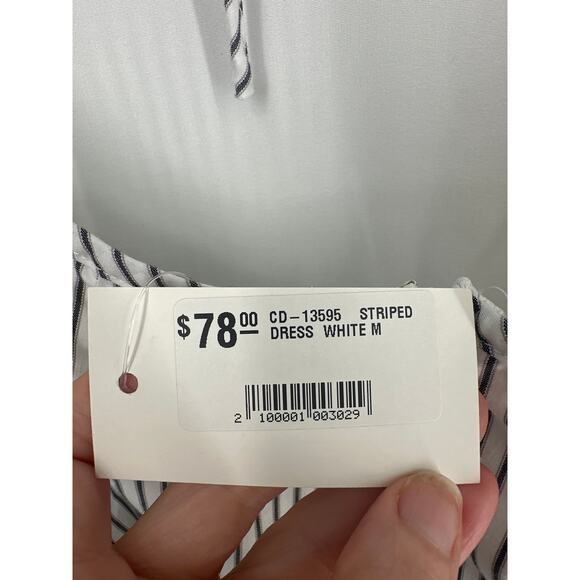 $78.00 CD-13595 STRIPED
DRESS WHITE M
2 100001 003029